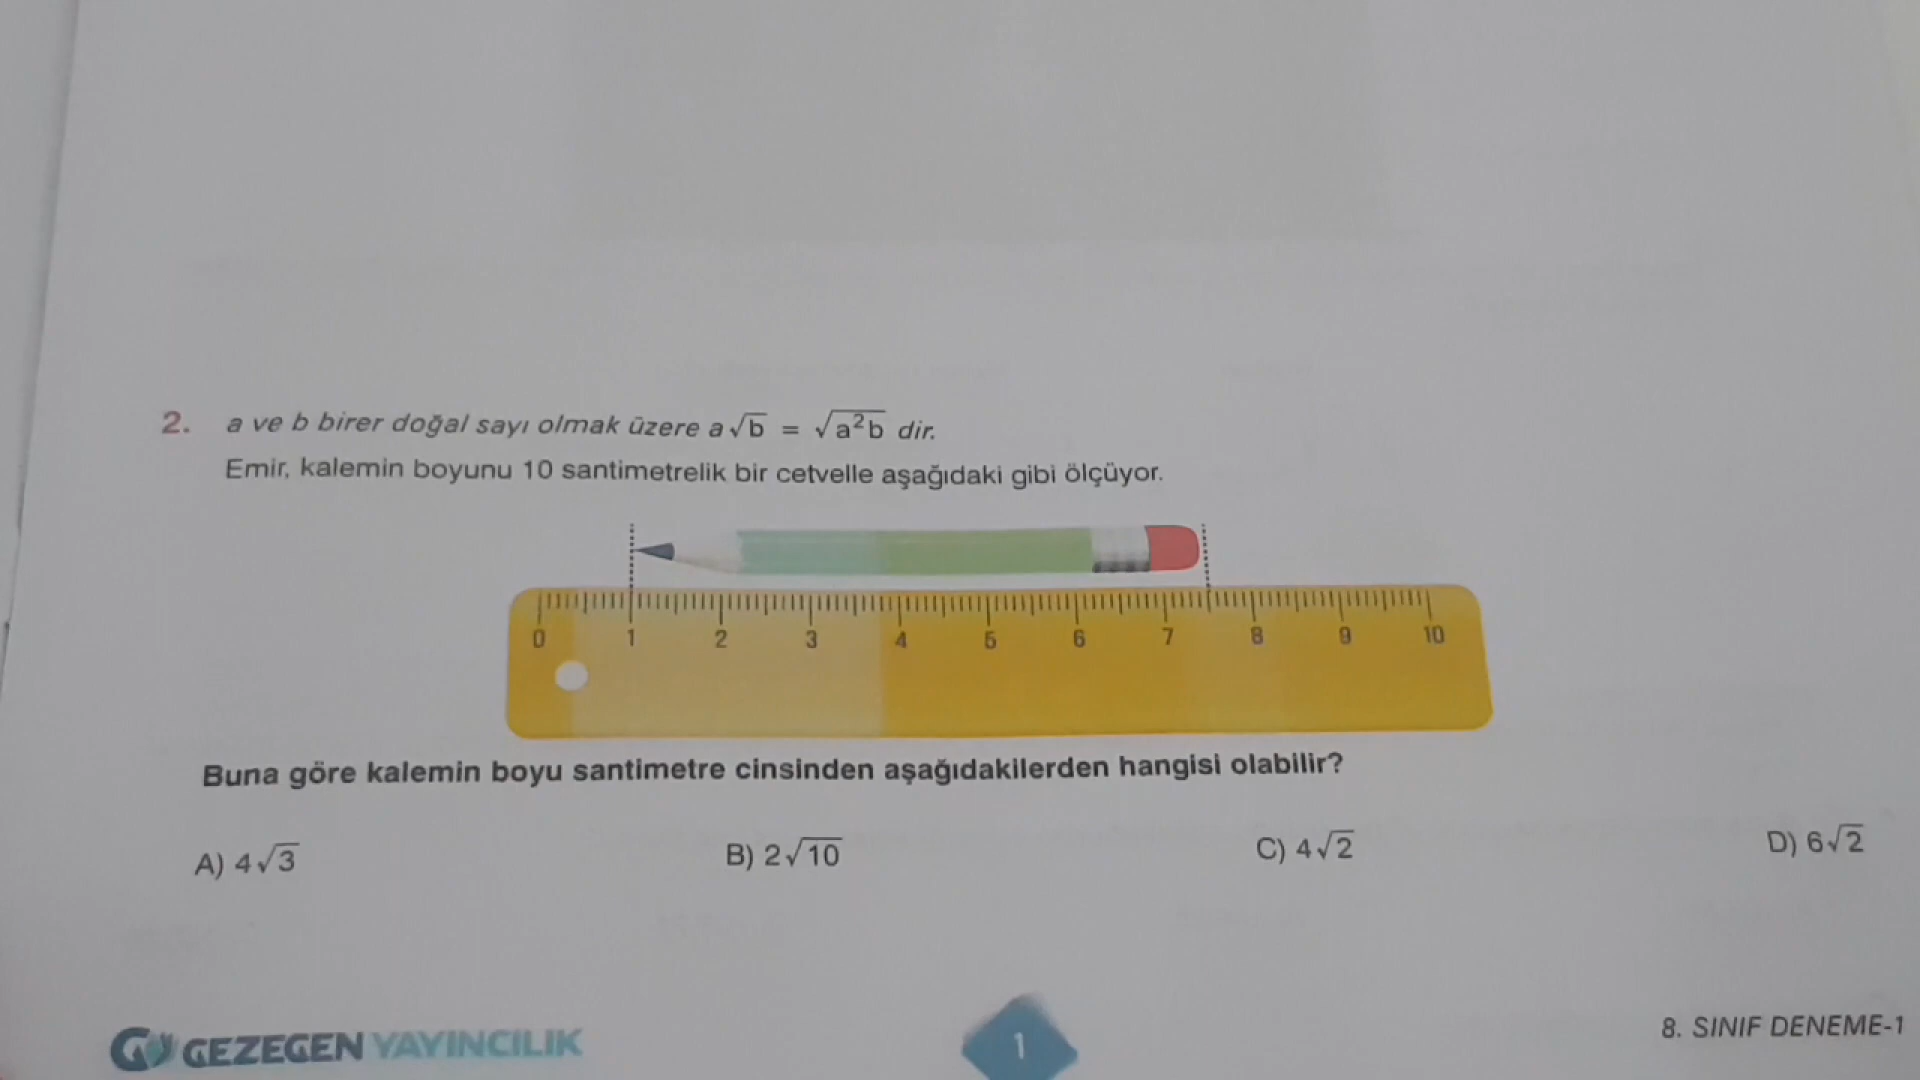 2. a ve b birer doğal sayı olmak üzere a√b = √a²b dir.
Emir, kalemin boyunu 10 santimetrelik bir cetvelle aşağıdaki gibi ölçüyor.
0 1 2 3 4 5 6 7 8 9 10
Buna göre kalemin boyu santimetre cinsinden aşağıdakilerden hangisi olabilir?
A) 4√3 B) 2√10 C) 4√2 D) 6√2
GEZEGEN YAYINCILIK 1 8. SINIF DENEME-1